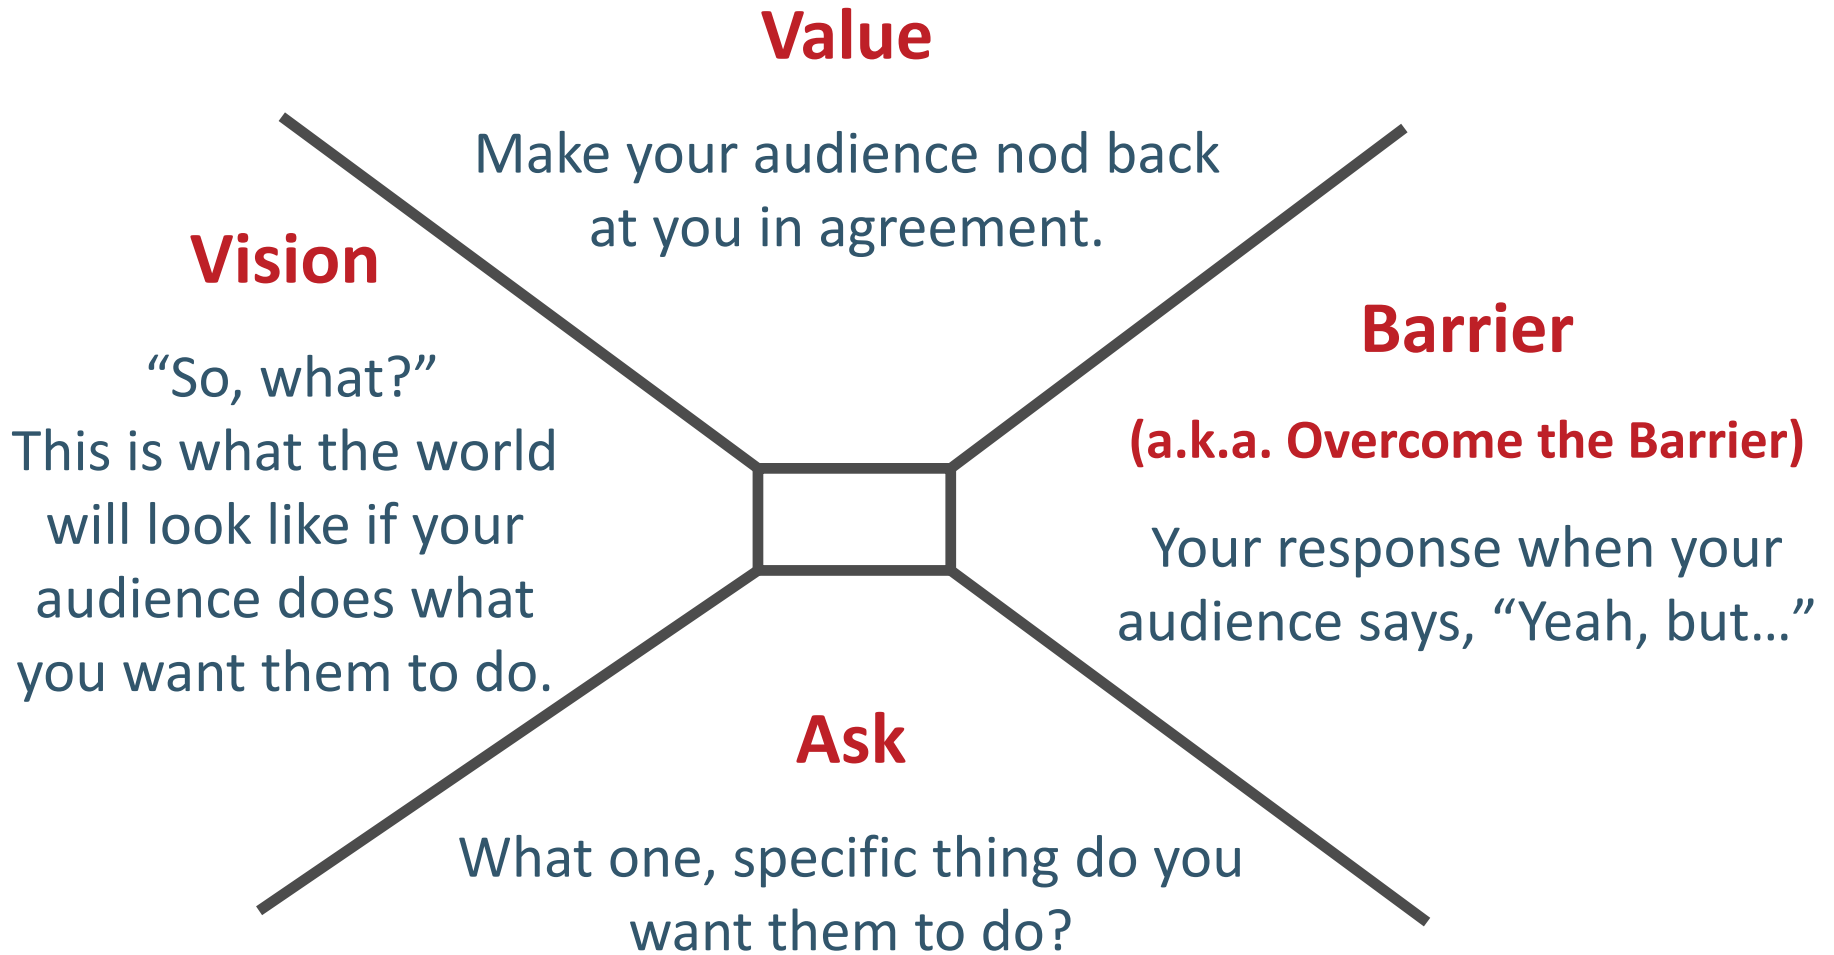 Value
Make your audience nod back
at you in agreement.
Barrier
(a.k.a. Overcome the Barrier)
Your response when your
audience says, “Yeah, but…”
Ask
What one, specific thing do you
want them to do?
Vision
“So, what?”
This is what the world
will look like if your
audience does what
you want them to do.